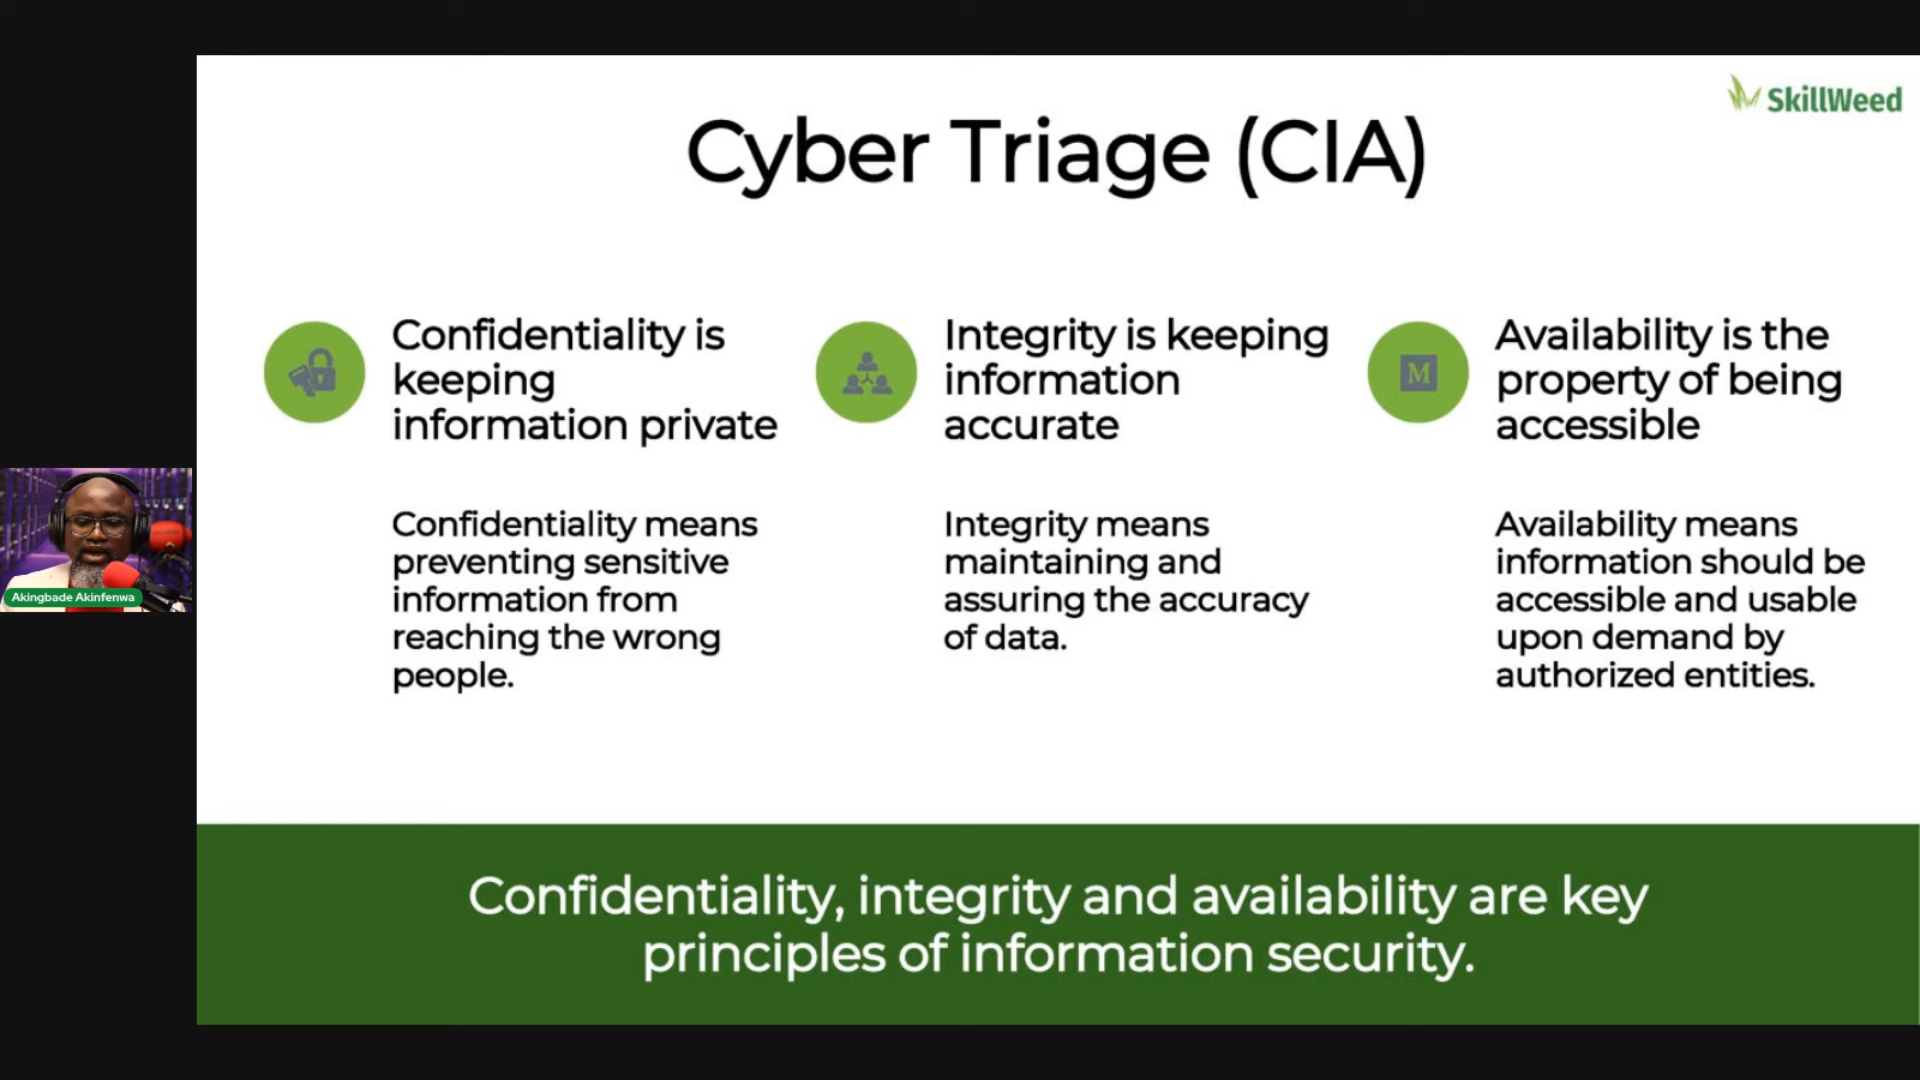 SkillWeed
Cyber Triage (CIA)
Confidentiality is
keeping
information private
Confidentiality means
preventing sensitive
information from
reaching the wrong
people.
Integrity is keeping
information
accurate
Integrity means
maintaining and
assuring the accuracy
of data.
M
Availability is the
property of being
accessible
Availability means
information should be
accessible and usable
upon demand by
authorized entities.
Akingbade Akinfenwa
Confidentiality, integrity and availability are key
principles of information security.